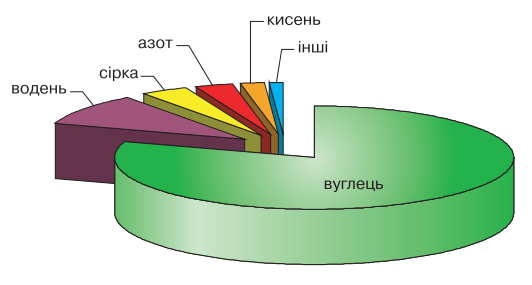 кисень
азот
інші
сірка
водень
вуглець